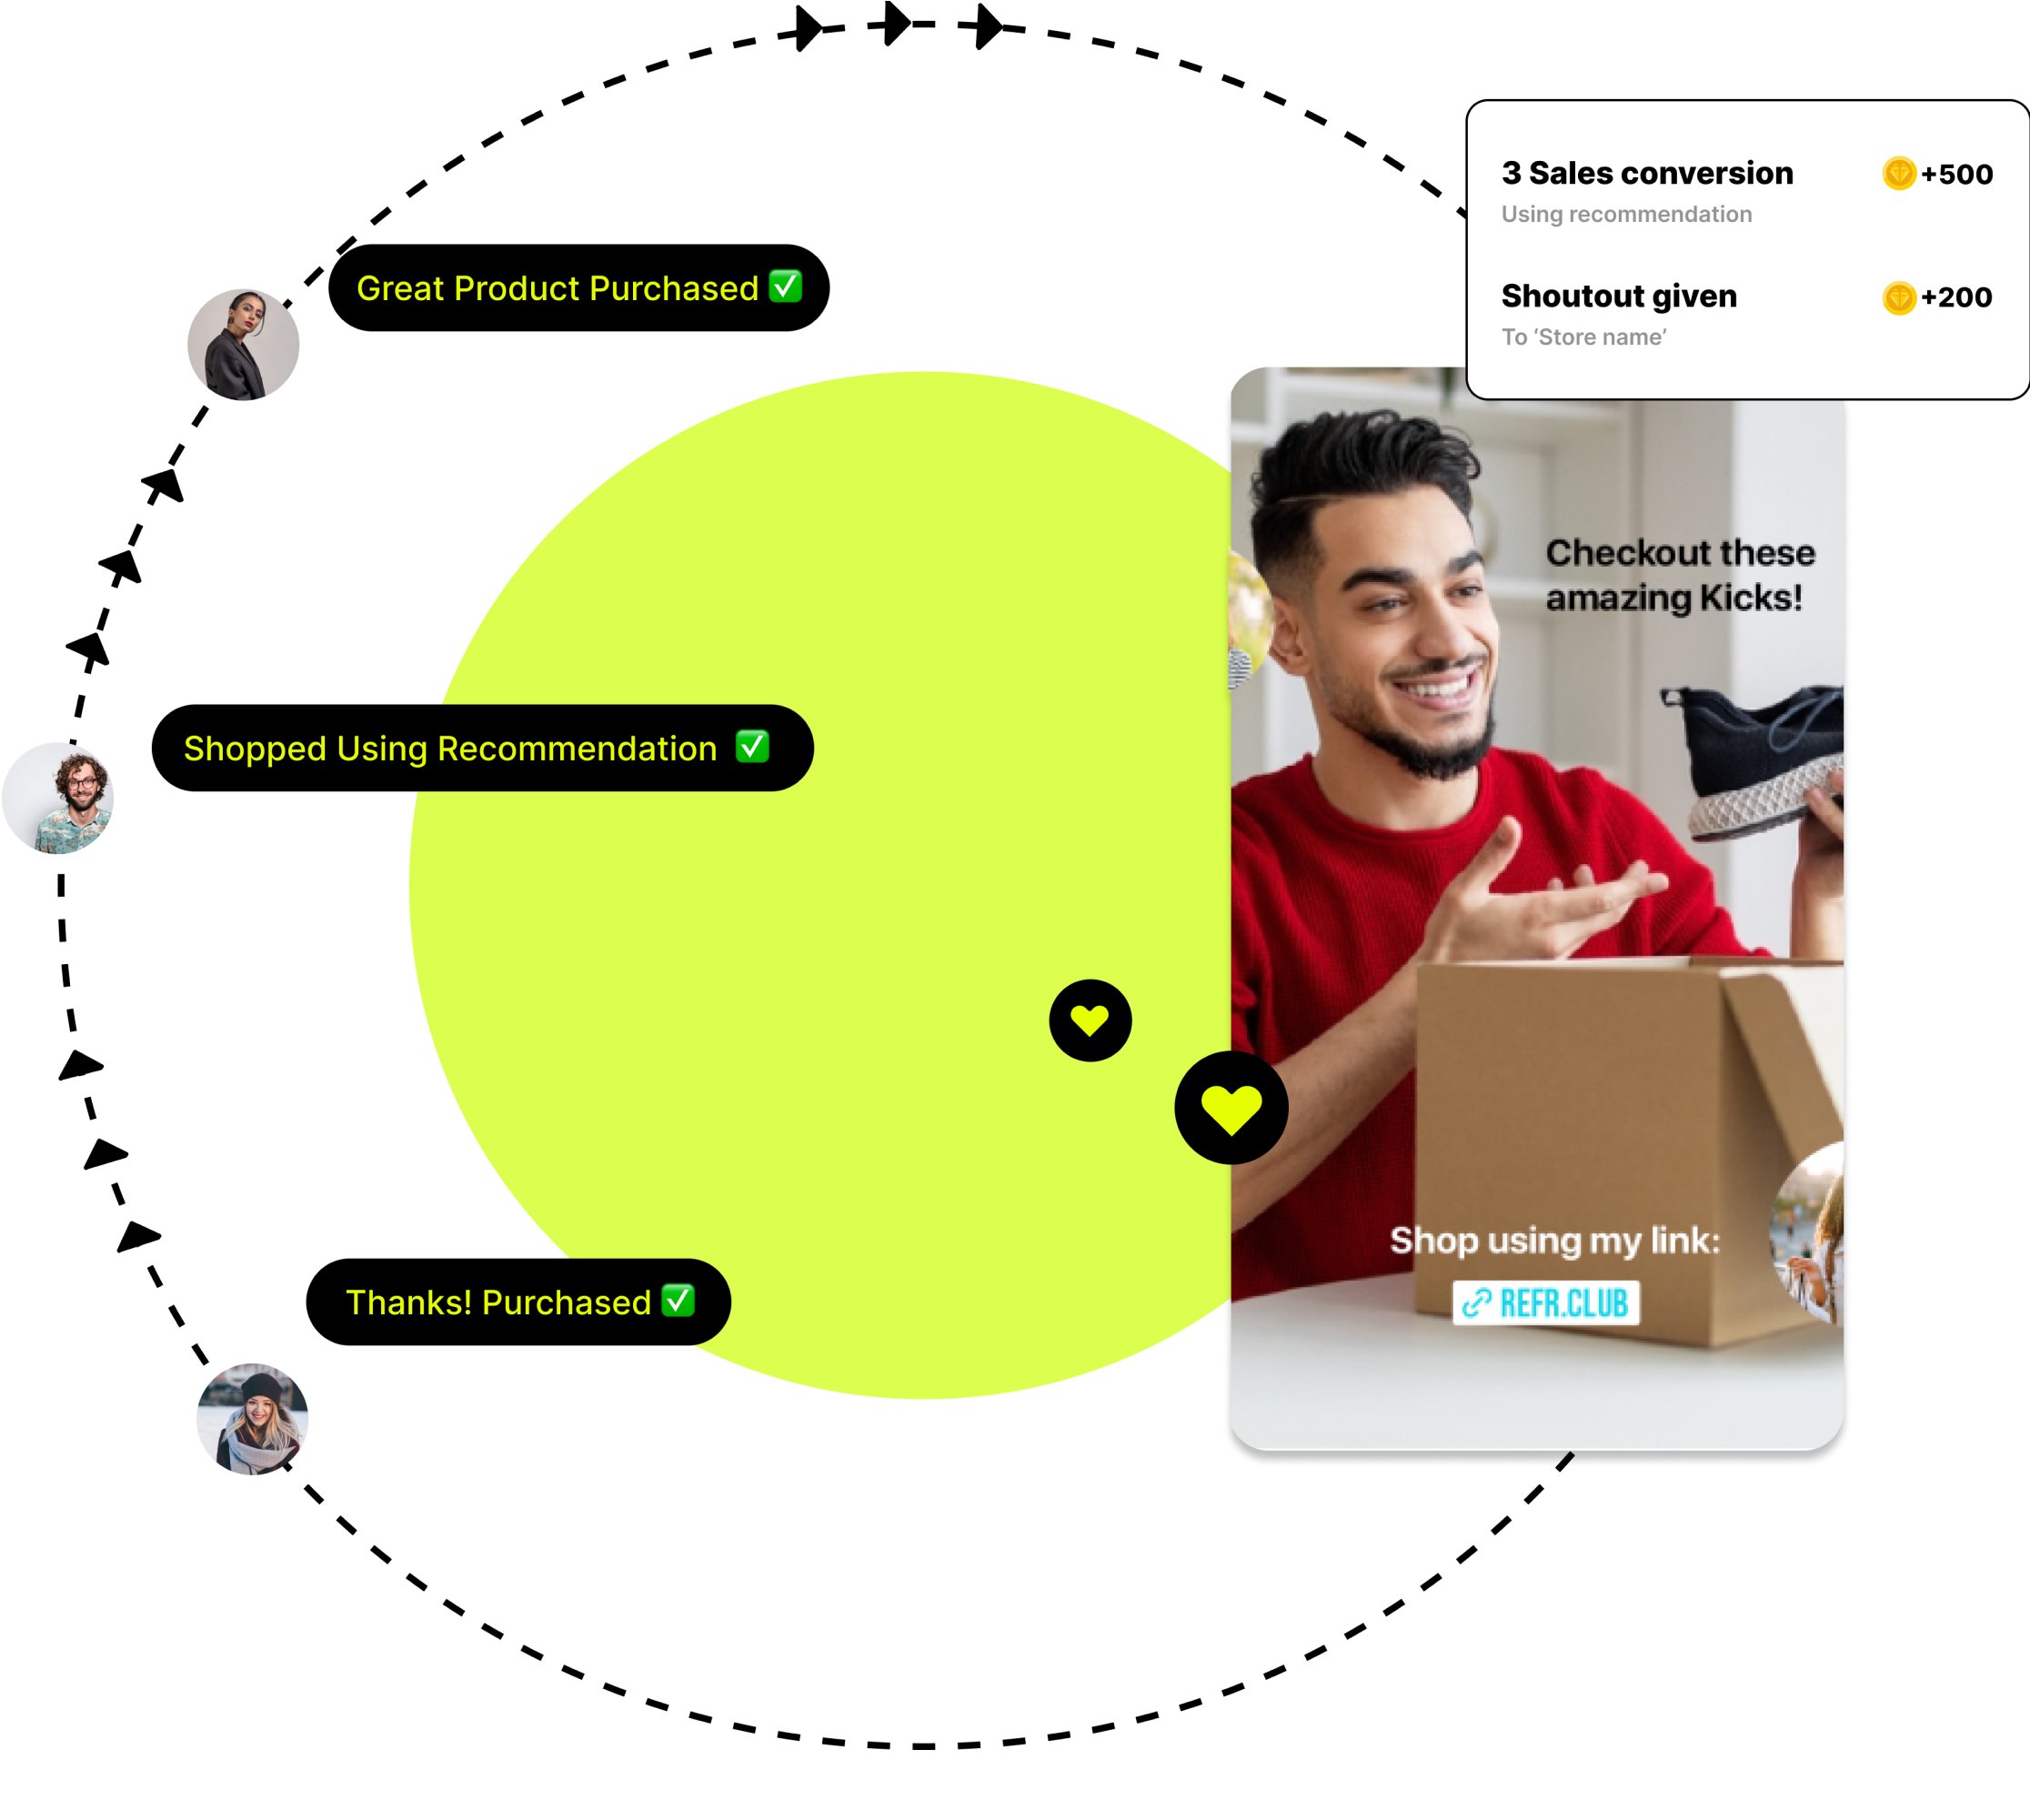 3 Sales conversion +500
Using recommendation
Shoutout given +200
To ‘Store name’
Great Product Purchased ✅
Checkout these
amazing Kicks!
Shopped Using Recommendation ✅
Shop using my link:
REFR.CLUB
Thanks! Purchased ✅